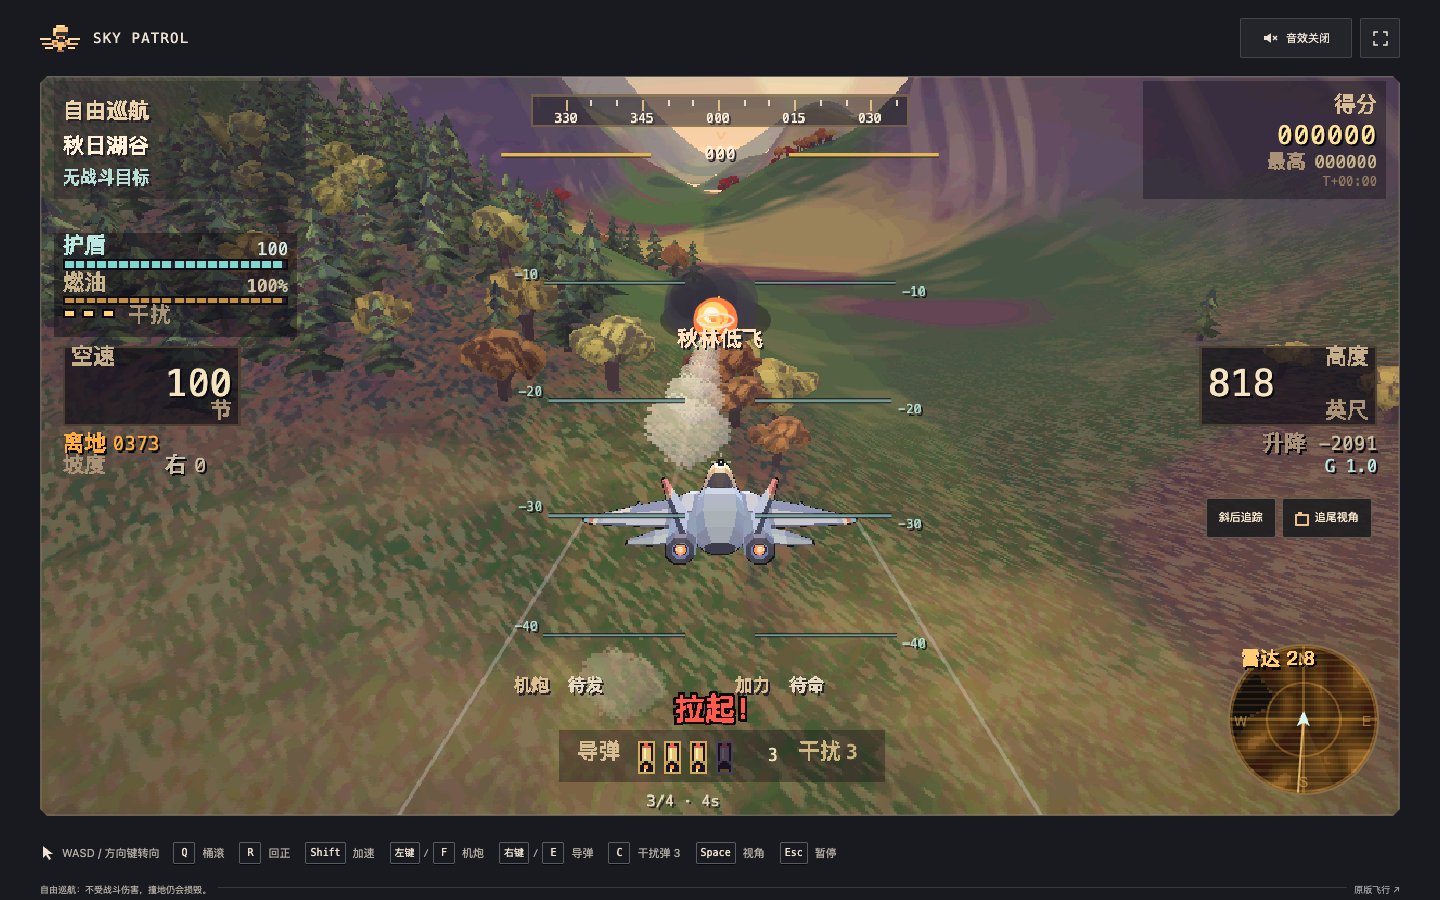 SKY PATROL
音效关闭
自由巡航
秋日湖谷
无战斗目标
330 345 000 015 030
000
得分
000000
最高 000000
T+00:00
护盾 100
燃油 100%
干扰
空速
100
节
离地 0373
坡度 右 0
高度
818
英尺
升降 -2091
G 1.0
斜后追踪
追尾视角
-10 -10
秋林低飞
-20 -20
-30 -30
-40 -40
机炮 待发 加力 待命
拉起!
导弹 3 干扰 3
3/4 · 4s
雷达 2.8
N
W E
S
WASD / 方向键转向 Q 桶滚 R 回正 Shift 加速 左键 / F 机炮 右键 / E 导弹 C 干扰弹 3 Space 视角 Esc 暂停
自由巡航：不受战斗伤害，撞地仍会损毁。
原版飞行 ↗